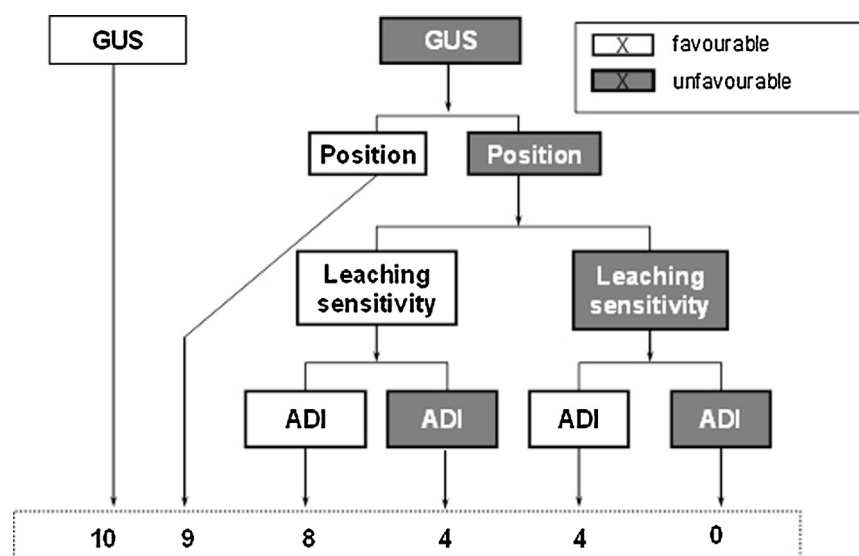 GUS
GUS
X favourable
X unfavourable
Position
Position
Leaching
sensitivity
Leaching
sensitivity
ADI
ADI
ADI
ADI
10 9 8 4 4 0